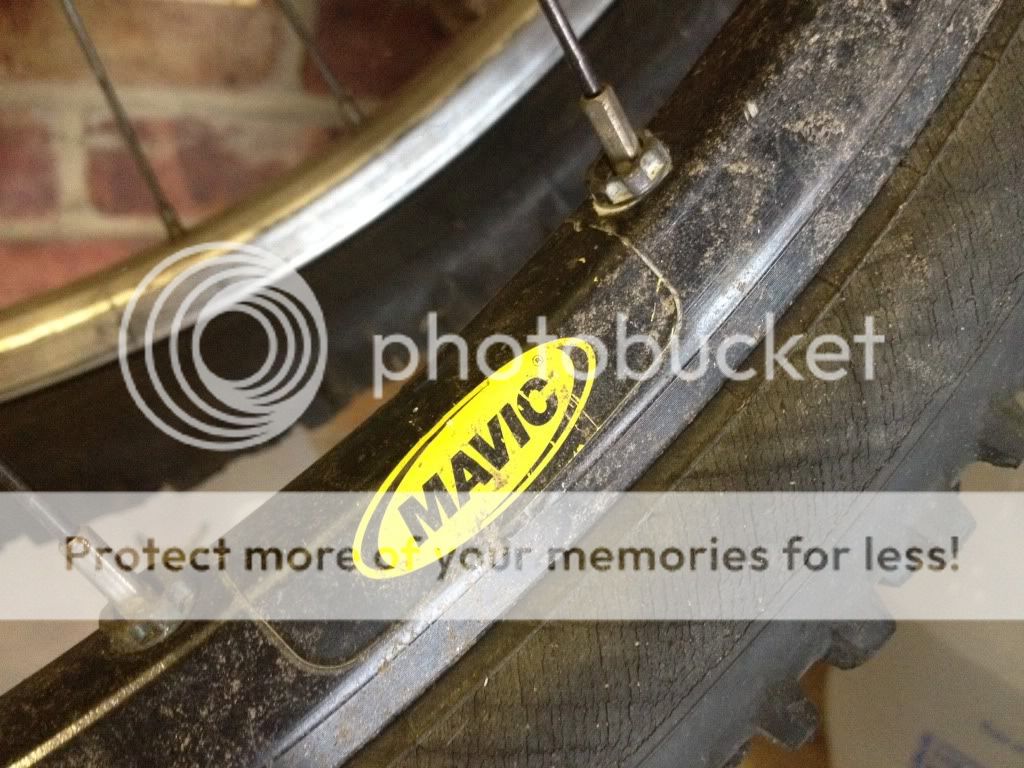 photobucket
MAVIC®
Protect more of your memories for less!